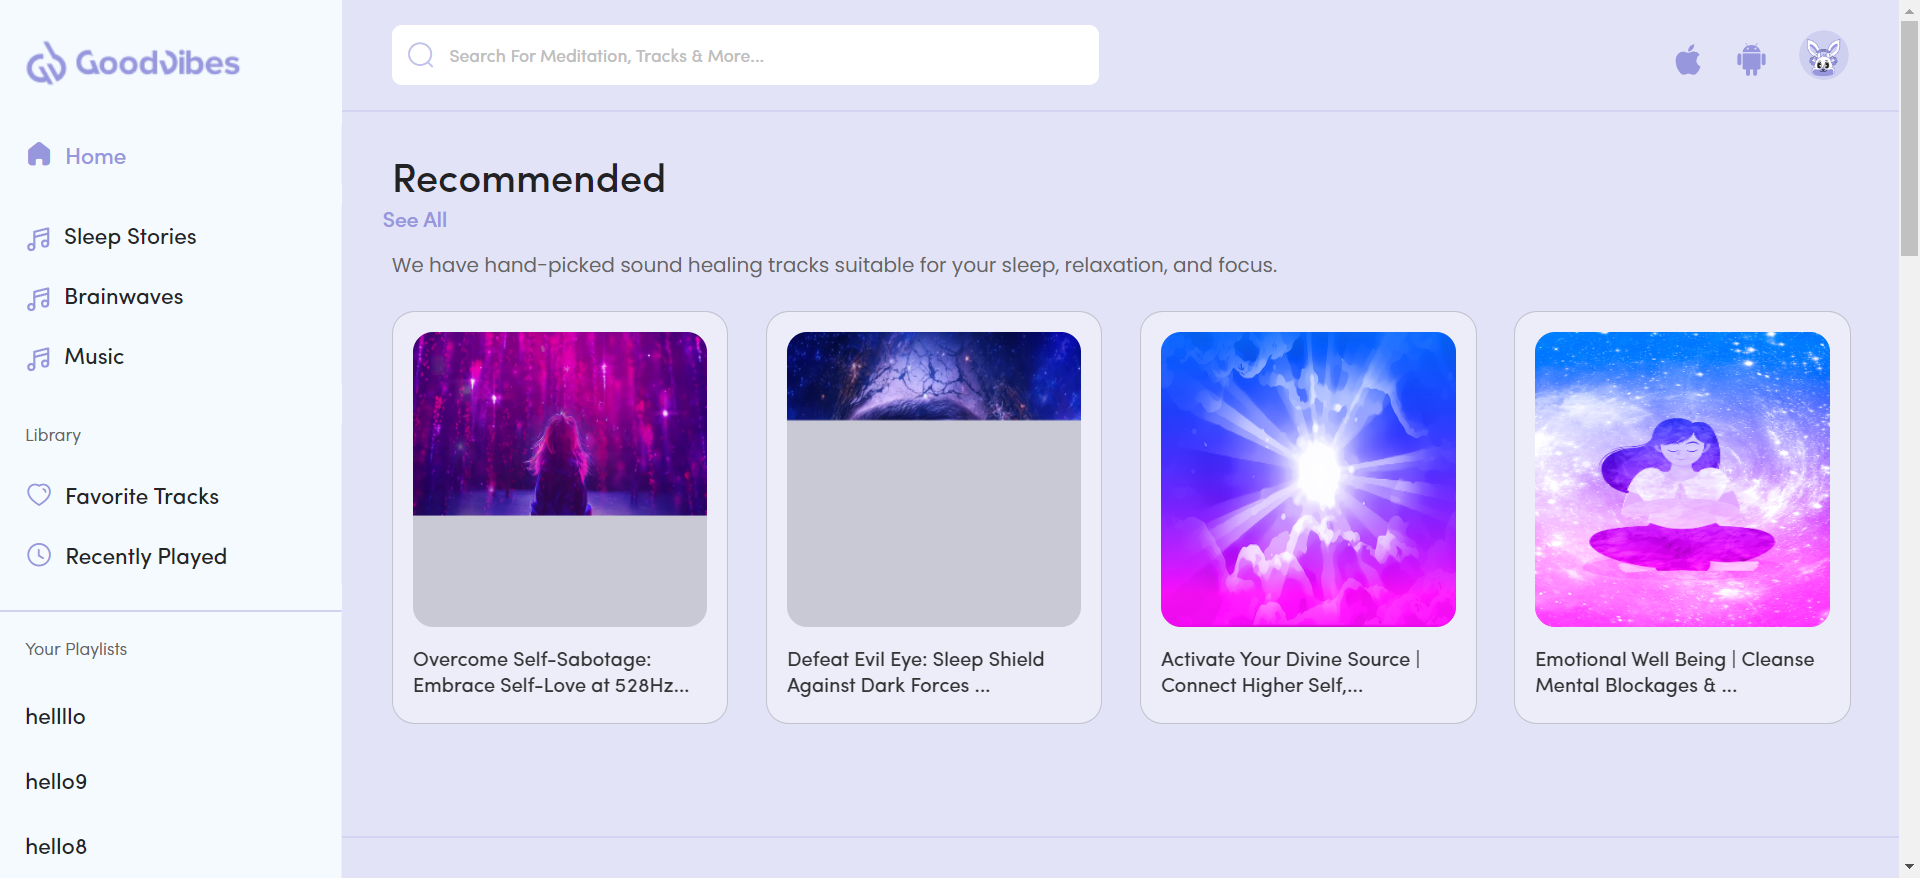 GoodVibes
Search For Meditation, Tracks & More...
Home
Sleep Stories
Brainwaves
Music
Library
Favorite Tracks
Recently Played
Your Playlists
hellllo
hello9
hello8
Recommended
See All
We have hand-picked sound healing tracks suitable for your sleep, relaxation, and focus.
Overcome Self-Sabotage:
Embrace Self-Love at 528Hz...
Defeat Evil Eye: Sleep Shield
Against Dark Forces ...
Activate Your Divine Source |
Connect Higher Self,...
Emotional Well Being | Cleanse
Mental Blockages & ...